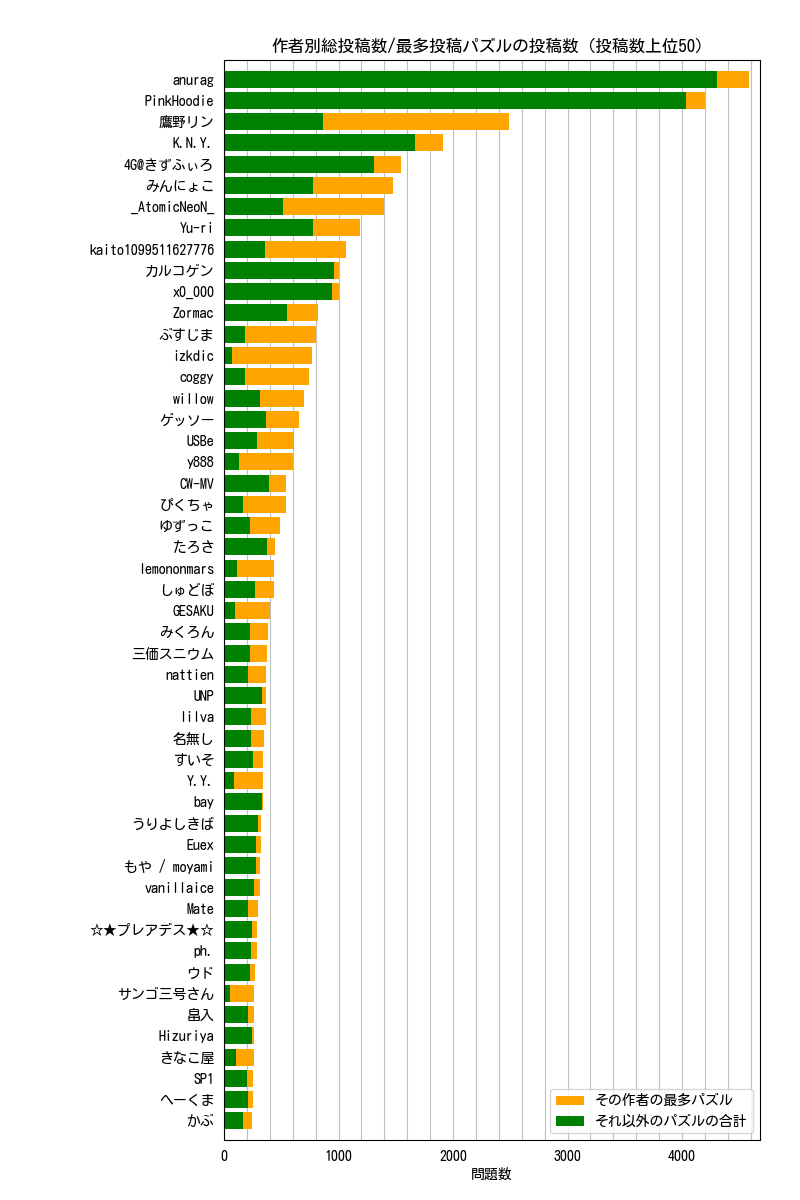 作者別総投稿数/最多投稿パズルの投稿数 (投稿数上位50)
anurag
PinkHoodie
鷹野リン
K.N.Y.
4G@きずふぃろ
みんにょこ
_AtomicNeoN_
Yu-ri
kaito1099511627776
カルコゲン
x0_000
Zormac
ぶすじま
izkdic
coggy
willow
ゲッソー
USBe
y888
CW-MV
ぴくちゃ
ゆずっこ
たろさ
lemononmars
しゅどぼ
GESAKU
みくろん
三価スニウム
nattien
UNP
lilva
名無し
すいそ
Y.Y.
bay
うりよしきば
Euex
もや / moyami
vanillaice
Mate
☆★プレアデス★☆
ph.
ウド
サンゴ三号さん
畠入
Hizuriya
きなこ屋
SP1
へーくま
かぶ
その作者の最多パズル
それ以外のパズルの合計
0 1000 2000 3000 4000
問題数